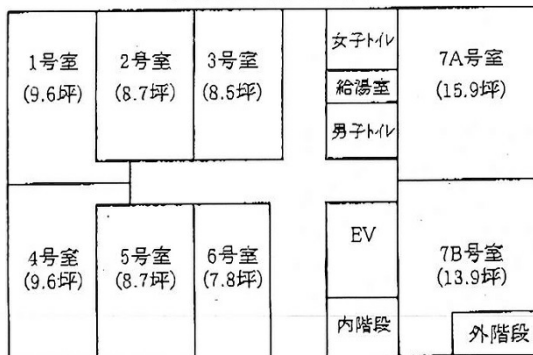 1号室
(9.6坪)
2号室
(8.7坪)
3号室
(8.5坪)
女子トイレ
給湯室
男子トイレ
7A号室
(15.9坪)
4号室
(9.6坪)
5号室
(8.7坪)
6号室
(7.8坪)
EV
内階段
7B号室
(13.9坪)
外階段